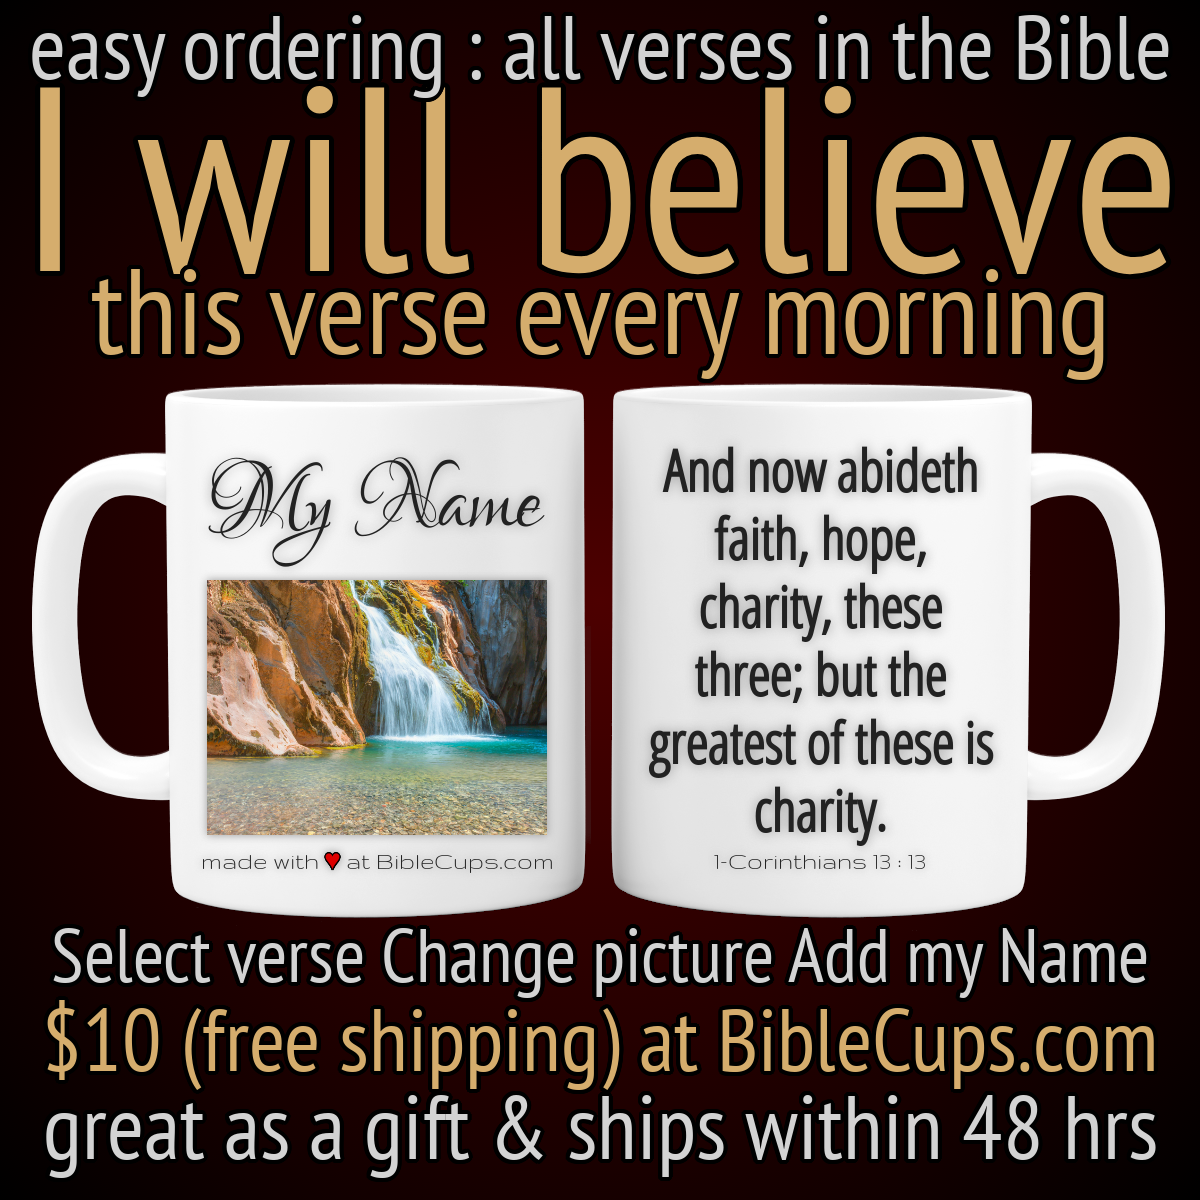 easy ordering : all verses in the Bible
I will believe
this verse every morning
My Name
made with ♥ at BibleCups.com
And now abideth
faith, hope,
charity, these
three; but the
greatest of these is
charity.
1-Corinthians 13 : 13
Select verse Change picture Add my Name
$10 (free shipping) at BibleCups.com
great as a gift & ships within 48 hrs